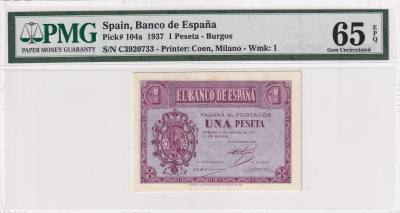 PMG
PAPER MONEY GUARANTY
Spain, Banco de España
Pick# 104a 1937 1 Peseta - Burgos
S/N C3920733 - Printer: Coen, Milano - Wmk: 1
65 EPQ
Gem Uncirculated
EL BANCO DE ESPAÑA
PAGARÁ AL PORTADOR
UNA PESETA